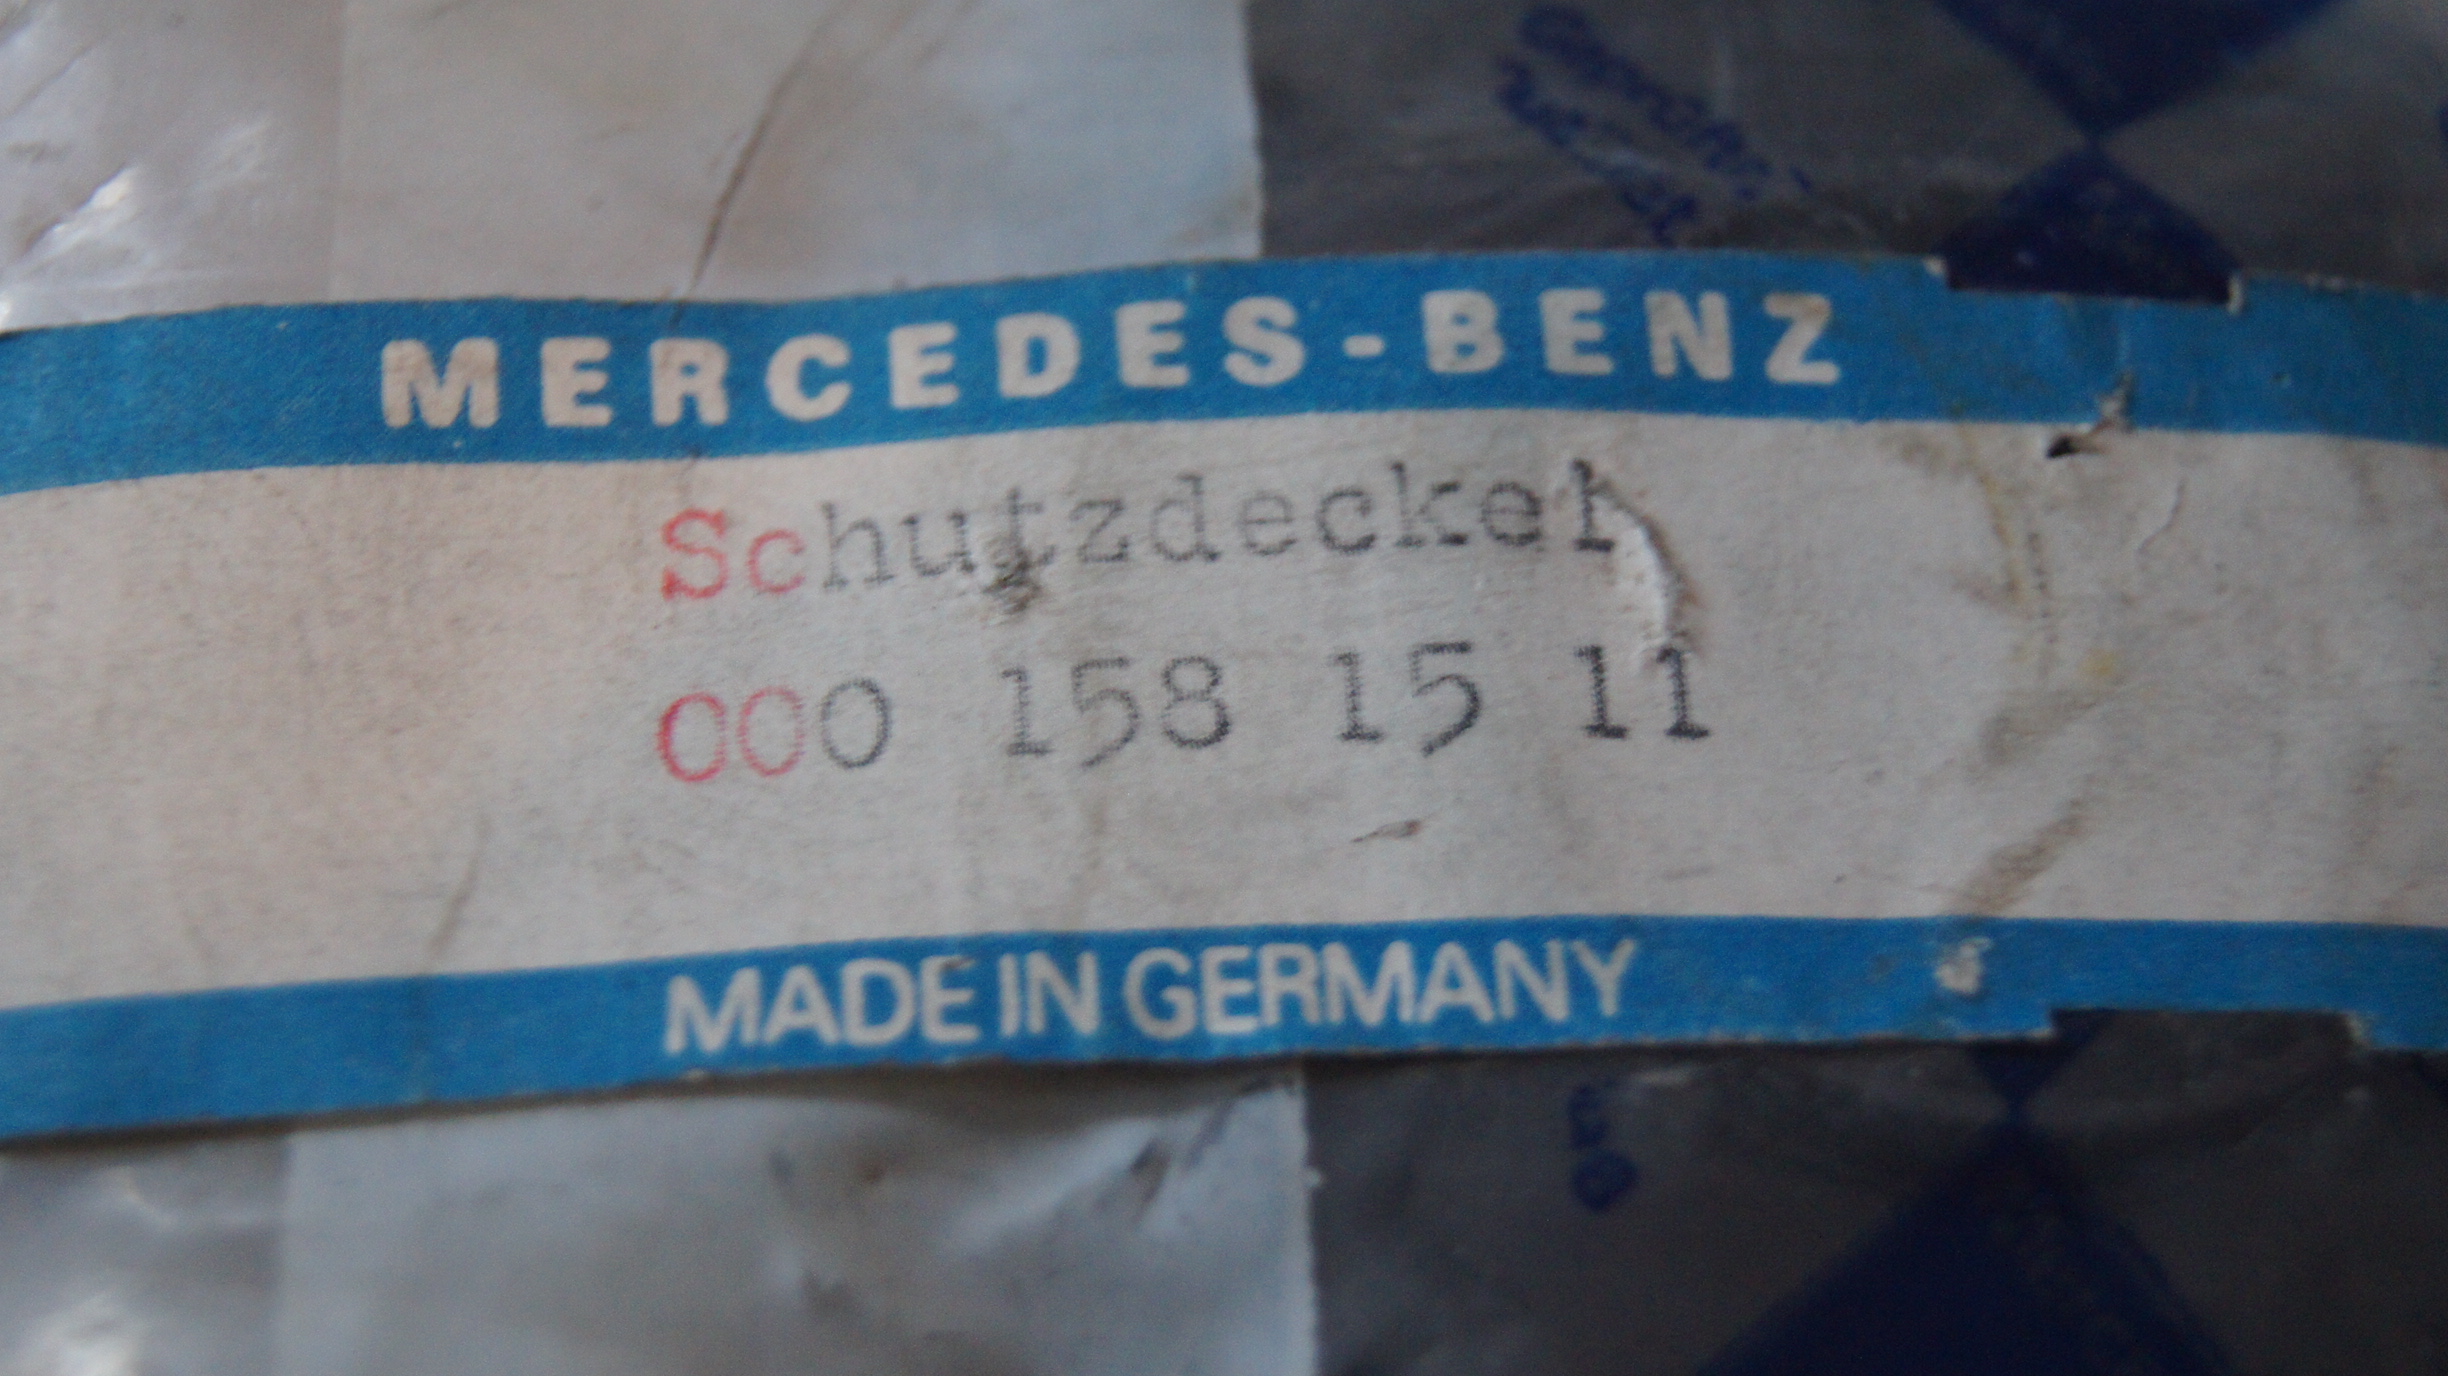 MERCEDES-BENZ
Schutzdeckel
000 158 15 11
MADE IN GERMANY